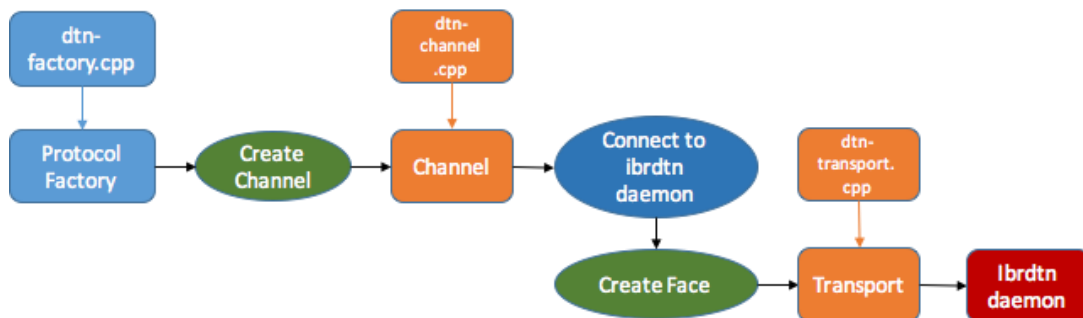 dtn-
factory.cpp
dtn-
channel
.cpp
Protocol
Factory
Create
Channel
Channel
Connect to
ibrdtn
daemon
dtn-
transport.
cpp
Create Face
Transport
Ibrdtn
daemon